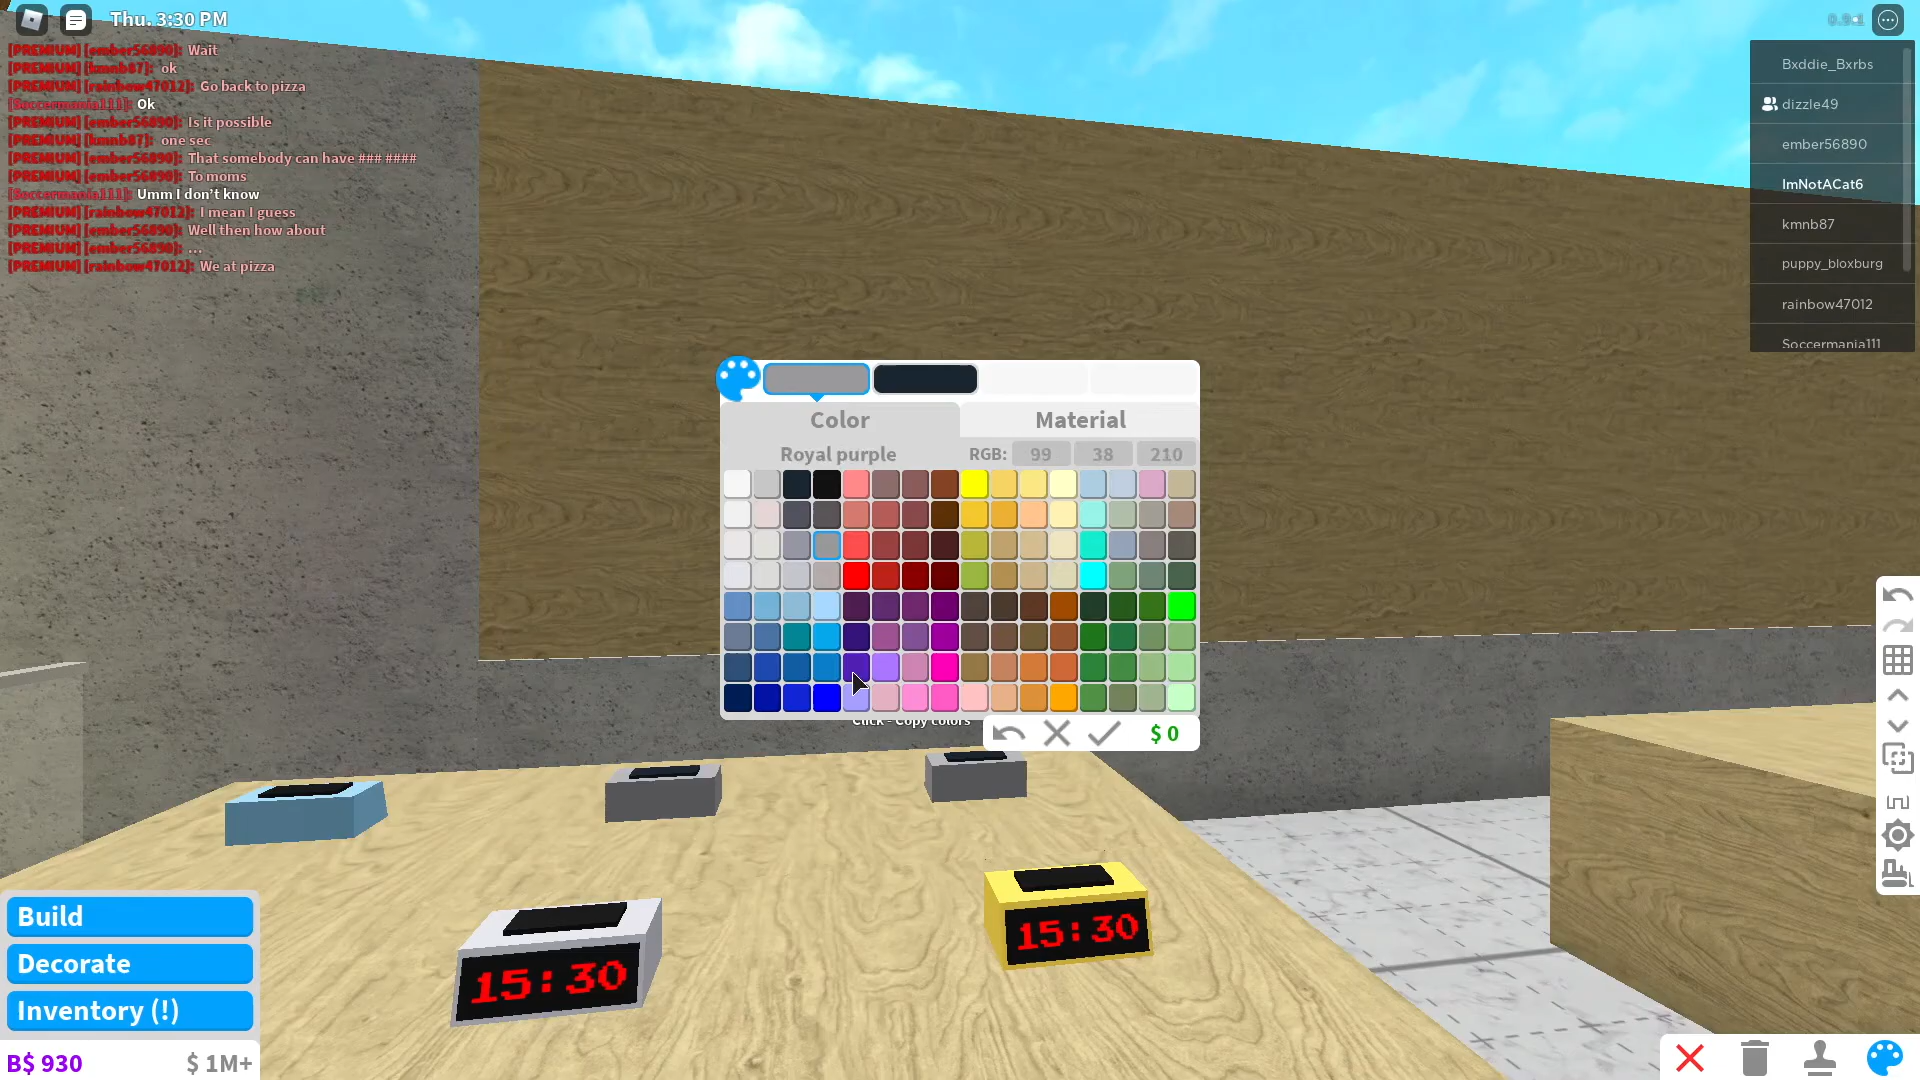 Thu. 3:30 PM
[PREMIUM] [ember56890]: Wait
[PREMIUM] [kmnb87]: ok
[PREMIUM] [rainbow47012]: Go back to pizza
[Soccermania111]: Ok
[PREMIUM] [ember56890]: Is it possible
[PREMIUM] [kmnb87]: one sec
[PREMIUM] [ember56890]: That somebody can have ### ####
[PREMIUM] [ember56890]: To moms
[Soccermania111]: Umm I don't know
[PREMIUM] [rainbow47012]: I mean I guess
[PREMIUM] [ember56890]: Well then how about
[PREMIUM] [ember56890]: ...
[PREMIUM] [rainbow47012]: We at pizza
Bxddie_Bxrbs
dizzle49
ember56890
ImNotACat6
kmnb87
puppy_bloxburg
rainbow47012
Soccermania111
Color
Material
Royal purple
RGB: 99 38 210
Click - Copy colors
$ 0
15:30
15:30
Build
Decorate
Inventory (!)
B$ 930
$ 1M+